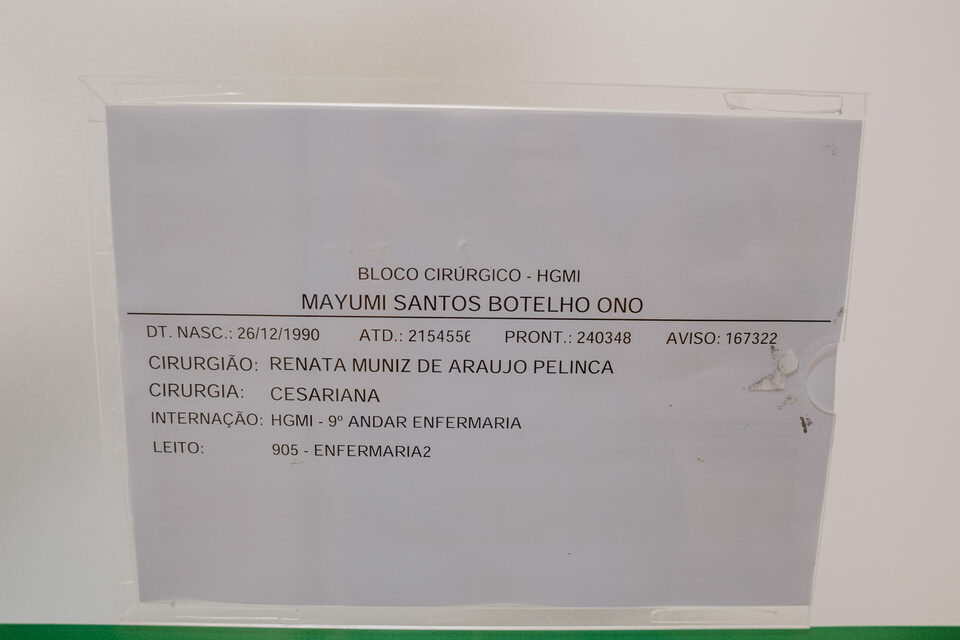 BLOCO CIRÚRGICO - HGMI
MAYUMI SANTOS BOTELHO ONO
DT. NASC.: 26/12/1990 ATD.: 2154556 PRONT.: 240348 AVISO: 167322
CIRURGIÃO: RENATA MUNIZ DE ARAUJO PELINCA
CIRURGIA: CESARIANA
INTERNAÇÃO: HGMI - 9º ANDAR ENFERMARIA
LEITO: 905 - ENFERMARIA2